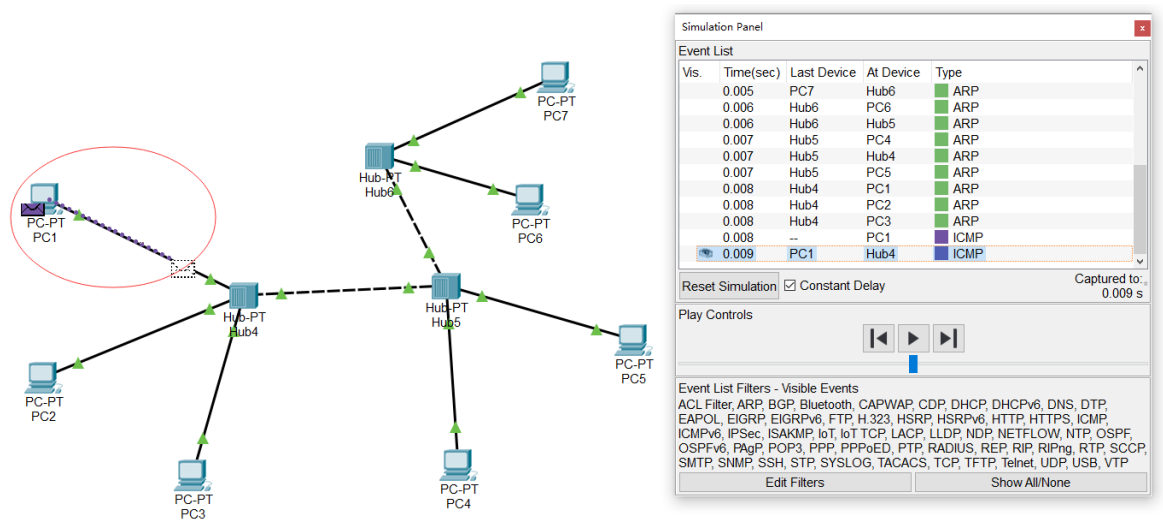 PC-PT
PC7
Hub-PT
Hub6
PC-PT
PC1
PC-PT
PC6
Hub-PT
Hub4
Hub-PT
Hub5
PC-PT
PC5
PC-PT
PC2
PC-PT
PC4
PC-PT
PC3
Simulation Panel
x
Event List
Vis. Time(sec) Last Device At Device Type
0.005 PC7 Hub6 ARP
0.006 Hub6 PC6 ARP
0.006 Hub6 Hub5 ARP
0.007 Hub5 PC4 ARP
0.007 Hub5 Hub4 ARP
0.007 Hub5 PC5 ARP
0.008 Hub4 PC1 ARP
0.008 Hub4 PC2 ARP
0.008 Hub4 PC3 ARP
0.008 -- PC1 ICMP
0.009 PC1 Hub4 ICMP
Reset Simulation Constant Delay Captured to:
0.009 s
Play Controls
Event List Filters - Visible Events
ACL Filter, ARP, BGP, Bluetooth, CAPWAP, CDP, DHCP, DHCPv6, DNS, DTP,
EAPOL, EIGRP, EIGRPv6, FTP, H.323, HSRP, HSRPv6, HTTP, HTTPS, ICMP,
ICMPv6, IPSec, ISAKMP, IoT, IoT TCP, LACP, LLDP, NDP, NETFLOW, NTP, OSPF,
OSPFv6, PAgP, POP3, PPP, PPPoED, PTP, RADIUS, REP, RIP, RIPng, RTP, SCCP,
SMTP, SNMP, SSH, STP, SYSLOG, TACACS, TCP, TFTP, Telnet, UDP, USB, VTP
Edit Filters Show All/None